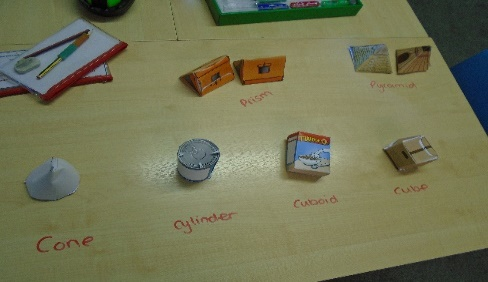 Prism
Pyramid
Cone
Cylinder
Cuboid
Cube